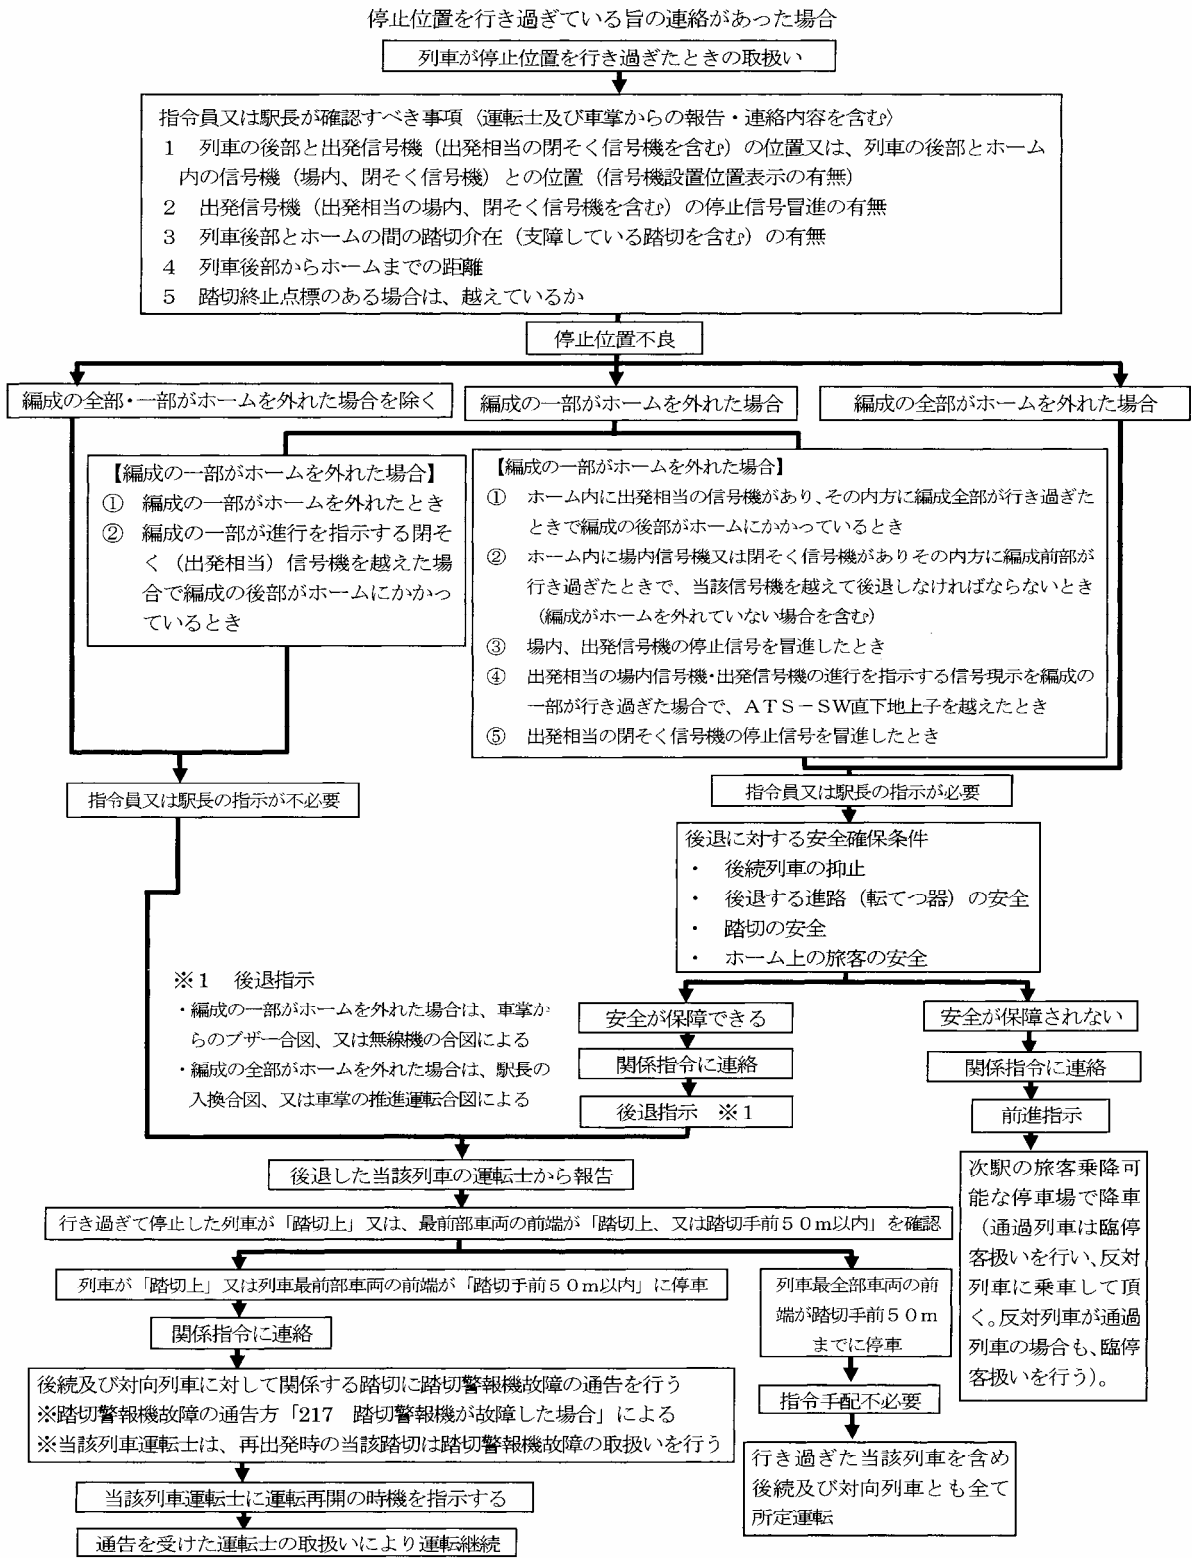 停止位置を行き過ぎている旨の連絡があった場合
列車が停止位置を行き過ぎたときの取扱い
指令員又は駅長が確認すべき事項〈運転士及び車掌からの報告・連絡内容を含む〉
1 列車の後部と出発信号機(出発相当の閉そく信号機を含む)の位置又は、列車の後部とホーム
内の信号機(場内、閉そく信号機)との位置(信号機設置位置表示の有無)
2 出発信号機(出発相当の場内、閉そく信号機を含む)の停止信号冒進の有無
3 列車後部とホームの間の踏切介在(支障している踏切を含む)の有無
4 列車後部からホームまでの距離
5 踏切終止点標のある場合は、越えているか
停止位置不良
編成の全部・一部がホームを外れた場合を除く
編成の一部がホームを外れた場合
編成の全部がホームを外れた場合
【編成の一部がホームを外れた場合】
① 編成の一部がホームを外れたとき
② 編成の一部が進行を指示する閉そ
く(出発相当)信号機を越えた場
合で編成の後部がホームにかかっ
ているとき
【編成の一部がホームを外れた場合】
① ホーム内に出発相当の信号機があり、その内方に編成全部が行き過ぎた
ときで編成の後部がホームにかかっているとき
② ホーム内に場内信号機又は閉そく信号機がありその内方に編成前部が
行き過ぎたときで、当該信号機を越えて後退しなければならないとき
(編成がホームを外れていない場合を含む)
③ 場内、出発信号機の停止信号を冒進したとき
④ 出発相当の場内信号機・出発信号機の進行を指示する信号現示を編成の
一部が行き過ぎた場合で、ATS-SW直下地上子を越えたとき
⑤ 出発相当の閉そく信号機の停止信号を冒進したとき
指令員又は駅長の指示が不必要
指令員又は駅長の指示が必要
後退に対する安全確保条件
・ 後続列車の抑止
・ 後退する進路(転てつ器)の安全
・ 踏切の安全
・ ホーム上の旅客の安全
※1 後退指示
・編成の一部がホームを外れた場合は、車掌か
らのブザー合図、又は無線機の合図による
・編成の全部がホームを外れた場合は、駅長の
入換合図、又は車掌の推進運転合図による
安全が保障できる
関係指令に連絡
後退指示 ※1
安全が保障されない
関係指令に連絡
前進指示
次駅の旅客乗降可
能な停車場で降車
(通過列車は臨停
客扱いを行い、反対
列車に乗車して頂
く。反対列車が通過
列車の場合も、臨停
客扱いを行う)。
後退した当該列車の運転士から報告
行き過ぎて停止した列車が「踏切上」又は、最前部車両の前端が「踏切上、又は踏切手前50m以内」を確認
列車が「踏切上」又は列車最前部車両の前端が「踏切手前50m以内」に停車
関係指令に連絡
後続及び対向列車に対して関係する踏切に踏切警報機故障の通告を行う
※踏切警報機故障の通告方「217 踏切警報機が故障した場合」による
※当該列車運転士は、再出発時の当該踏切は踏切警報機故障の取扱いを行う
当該列車運転士に運転再開の時機を指示する
通告を受けた運転士の取扱いにより運転継続
列車最全部車両の前
端が踏切手前50m
までに停車
指令手配不必要
行き過ぎた当該列車を含め
後続及び対向列車とも全て
所定運転